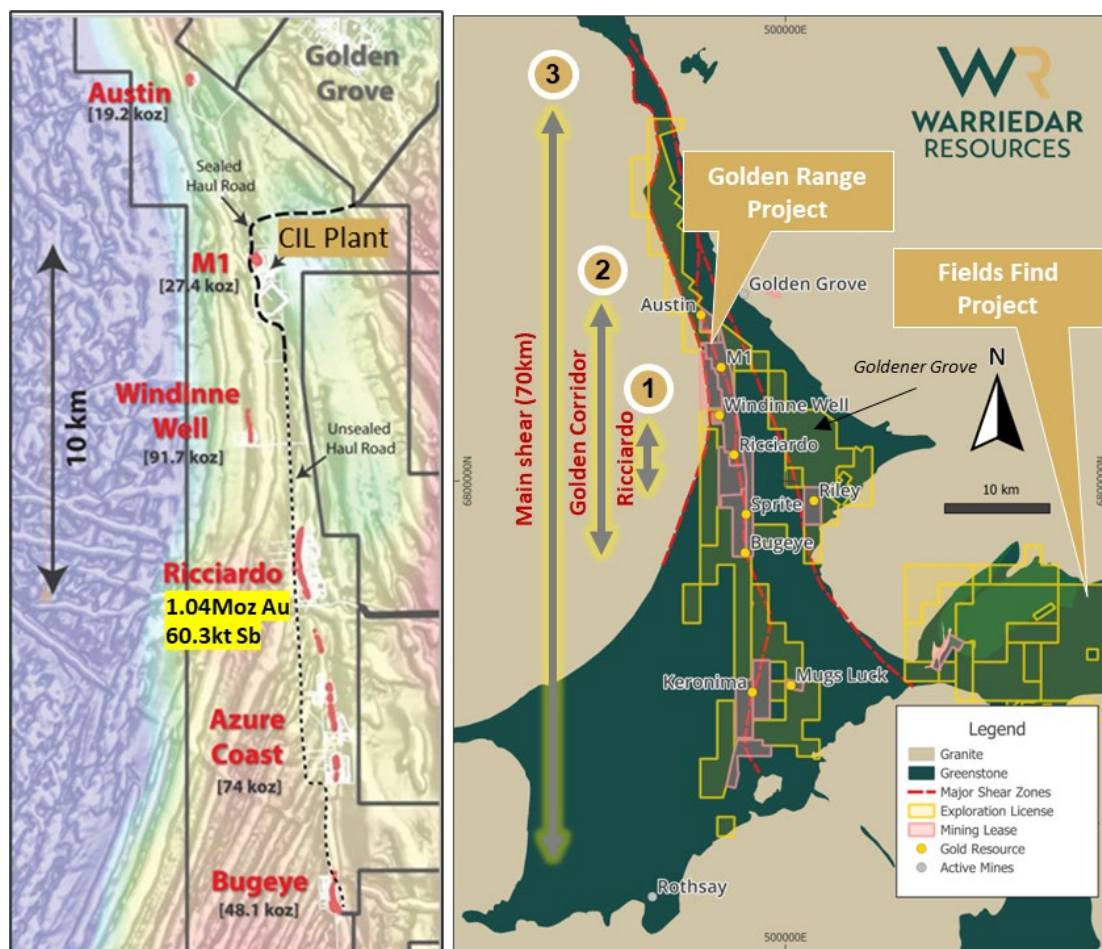 Golden
Grove
Austin
[19.2 koz]
Sealed
Haul Road
CIL Plant
M1
[27.4 koz]
10 km
Windinne
Well
[91.7 koz]
Unsealed
Haul Road
Ricciardo
1.04Moz Au
60.3kt Sb
Azure
Coast
[74 koz]
Bugeye
[48.1 koz]
500000E
WR
WARRIEDAR
RESOURCES
3
2
1
Main shear (70km)
Golden Corridor
Ricciardo
Golden Range
Project
Fields Find
Project
Golden Grove
Austin
M1
Goldener Grove
N
Windinne Well
Ricciardo
6800000N
Riley
10 km
Sprite
Bugeye
Keronima
Mugs Luck
Rothsay
Legend
Granite
Greenstone
Major Shear Zones
Exploration License
Mining Lease
Gold Resource
Active Mines
500000E